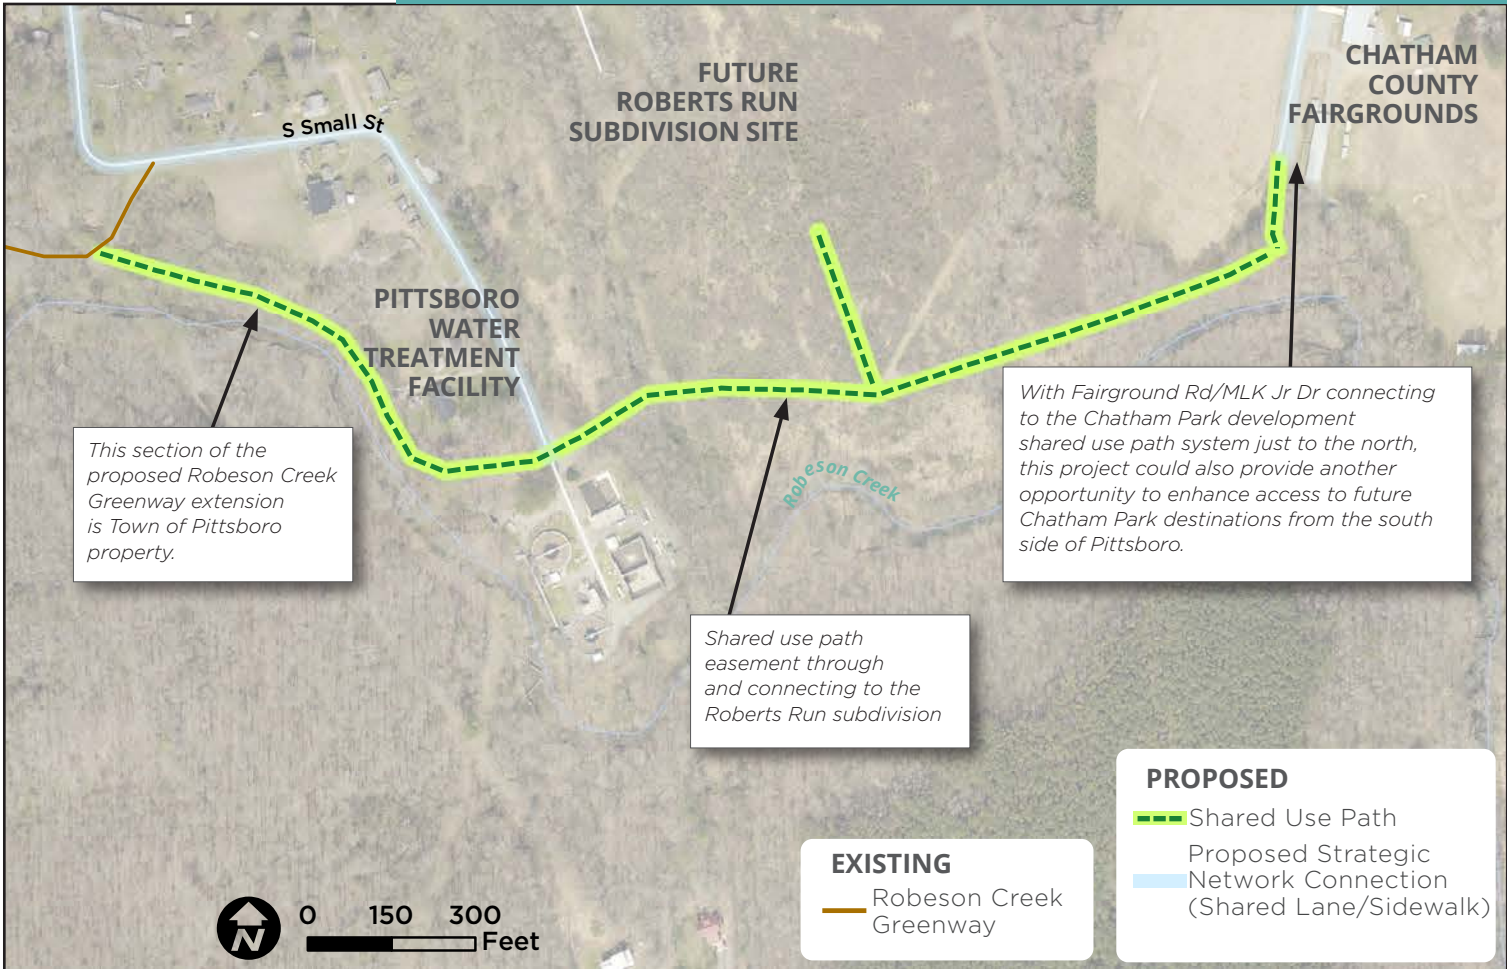 S Small St
FUTURE
ROBERTS RUN
SUBDIVISION SITE
CHATHAM
COUNTY
FAIRGROUNDS
PITTSBORO
WATER
TREATMENT
FACILITY
This section of the
proposed Robeson Creek
Greenway extension
is Town of Pittsboro
property.
Robeson Creek
With Fairground Rd/MLK Jr Dr connecting
to the Chatham Park development
shared use path system just to the north,
this project could also provide another
opportunity to enhance access to future
Chatham Park destinations from the south
side of Pittsboro.
Shared use path
easement through
and connecting to the
Roberts Run subdivision
N
0 150 300
Feet
EXISTING
Robeson Creek
Greenway
PROPOSED
Shared Use Path
Proposed Strategic
Network Connection
(Shared Lane/Sidewalk)